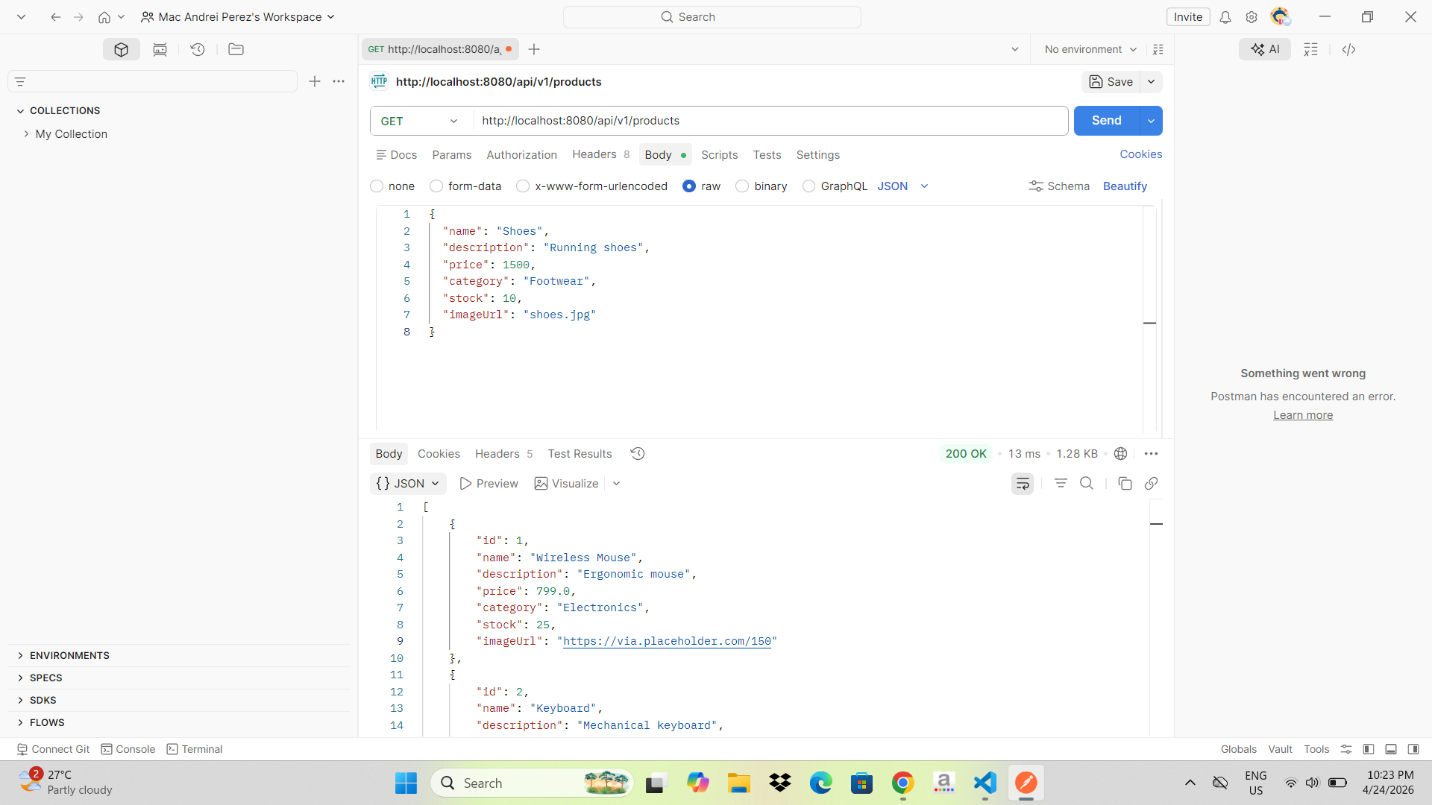 Mac Andrei Perez's Workspace
Search
Invite
GET http://localhost:8080/a
No environment
AI
HTTP http://localhost:8080/api/v1/products
Save
COLLECTIONS
My Collection
GET
http://localhost:8080/api/v1/products
Send
Docs
Params
Authorization
Headers 8
Body
Scripts
Tests
Settings
Cookies
none
form-data
x-www-form-urlencoded
raw
binary
GraphQL
JSON
Schema
Beautify
1 {
2 "name": "Shoes",
3 "description": "Running shoes",
4 "price": 1500,
5 "category": "Footwear",
6 "stock": 10,
7 "imageUrl": "shoes.jpg"
8 }
Something went wrong
Postman has encountered an error.
Learn more
Body
Cookies
Headers 5
Test Results
200 OK
13 ms
1.28 KB
{} JSON
Preview
Visualize
1 [
2 {
3 "id": 1,
4 "name": "Wireless Mouse",
5 "description": "Ergonomic mouse",
6 "price": 799.0,
7 "category": "Electronics",
8 "stock": 25,
9 "imageUrl": "https://via.placeholder.com/150"
10 },
11 {
12 "id": 2,
13 "name": "Keyboard",
14 "description": "Mechanical keyboard",
ENVIRONMENTS
SPECS
SDKS
FLOWS
Connect Git
Console
Terminal
Globals
Vault
Tools
2
27°C
Partly cloudy
Search
a
ENG
US
10:23 PM
4/24/2026